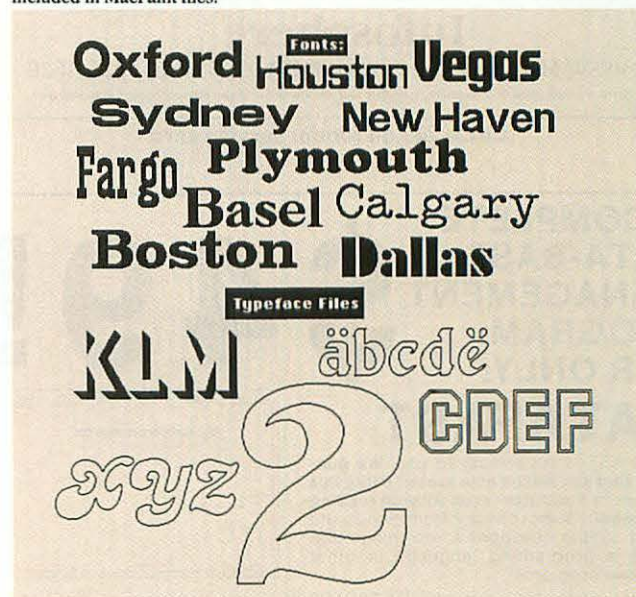 included in MacPaint files.
Fonts:
Oxford Houston Vegas
Sydney New Haven
Fargo Plymouth
Basel Calgary
Boston Dallas
Typeface Files
KLM äbcdë
CDEF
xyz 2